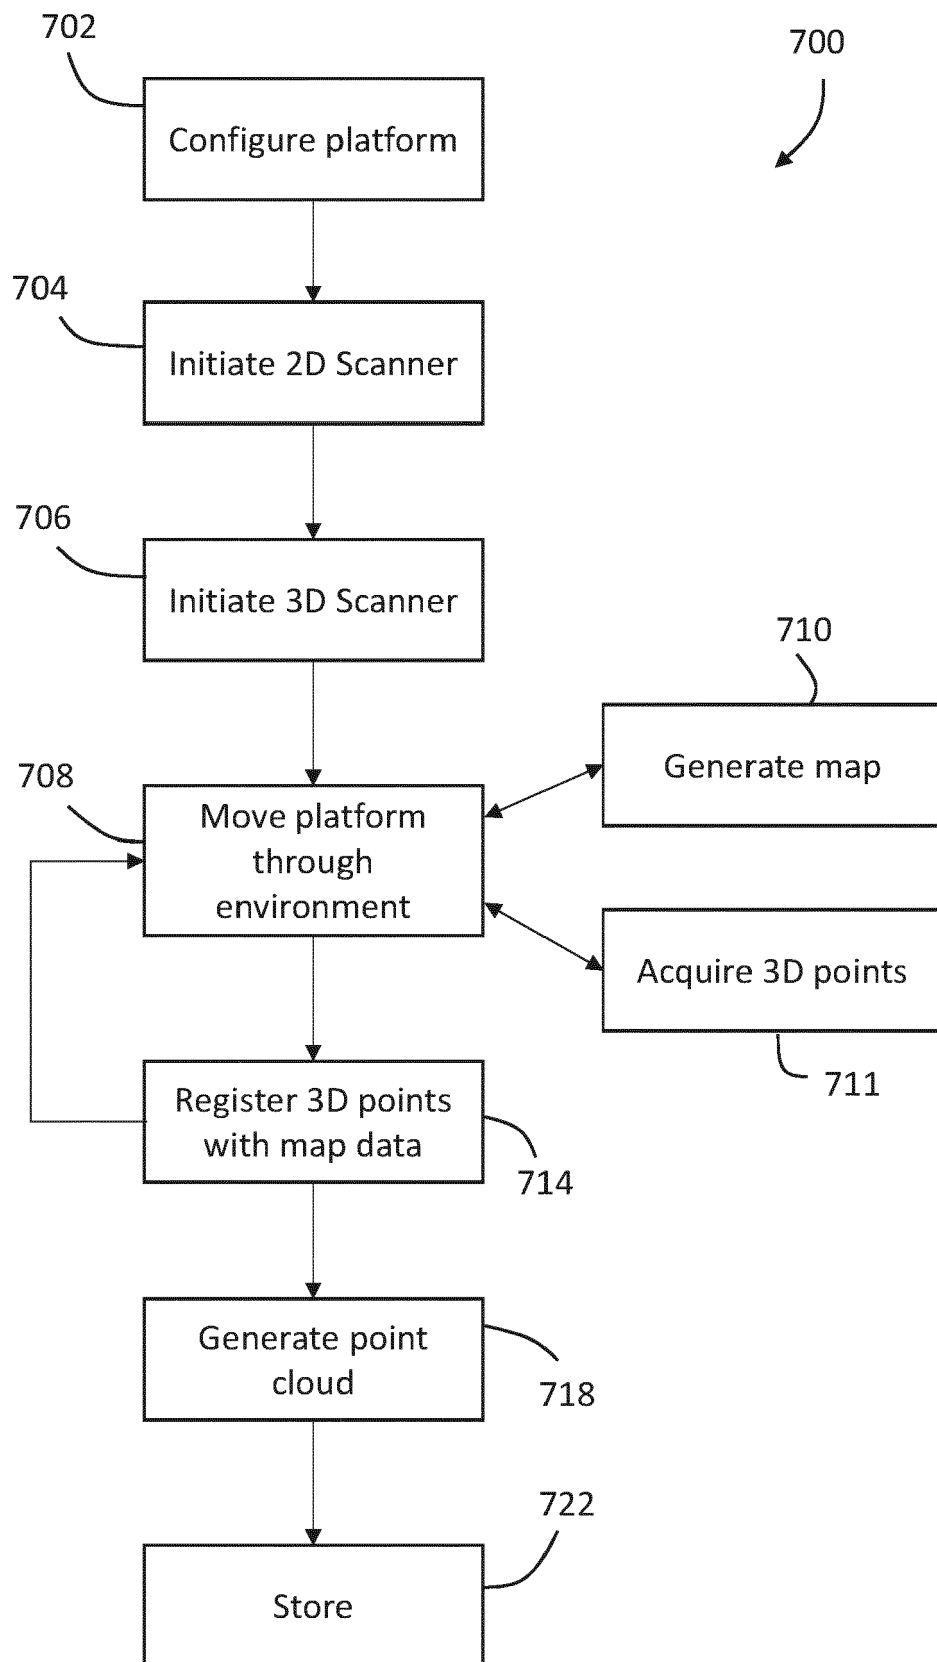 702
700
Configure platform
704
Initiate 2D Scanner
706
Initiate 3D Scanner
710
Generate map
708
Move platform
through
environment
Acquire 3D points
711
Register 3D points
with map data
714
Generate point
cloud
718
722
Store